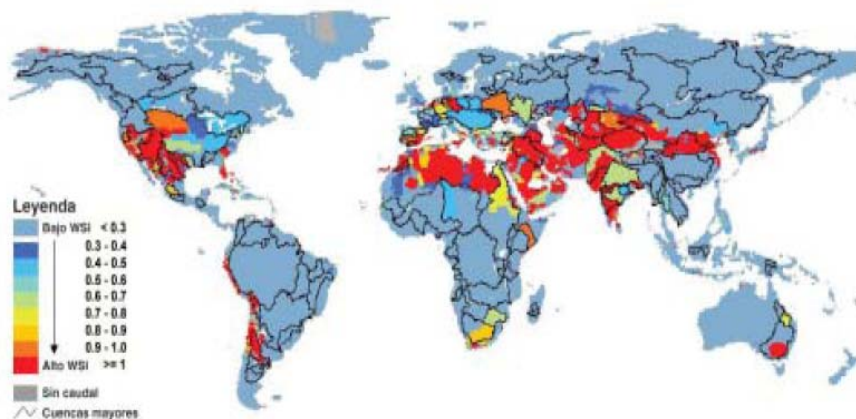 Leyenda
Bajo WSI < 0.3
0.3 - 0.4
0.4 - 0.5
0.5 - 0.6
0.6 - 0.7
0.7 - 0.8
0.8 - 0.9
0.9 - 1.0
Alto WSI >= 1
Sin caudal
Cuencas mayores